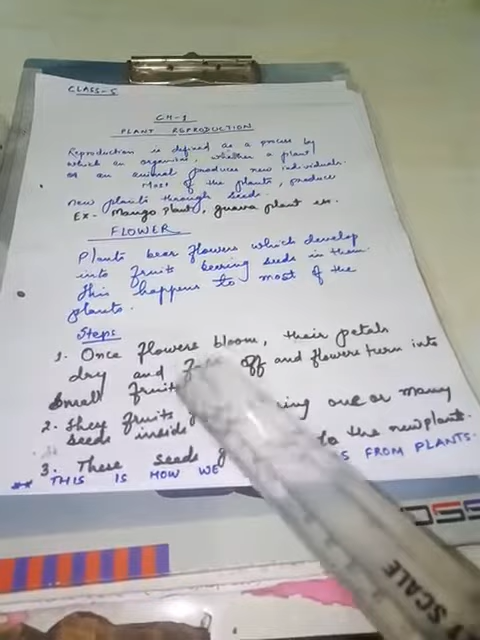 CLASS-5
CH-1
PLANT REPRODUCTION
Reproduction is defined as a process by
which an organism, whether a plant
or an animal produces new individuals.
Most of the plants, produce
new plants through seeds.
Ex- Mango plant, guava plant
FLOWER
Plants bear flowers which develop
into fruits bearing seeds in them.
This happens to most of the
plants.
Steps
1. Once flowers bloom, their petals
dry and off and flowers turn into
small fruits
2. fruits one or many
seeds inside
3. These seeds to the new plant.
** THIS IS HOW WE FROM PLANTS.
SCALE